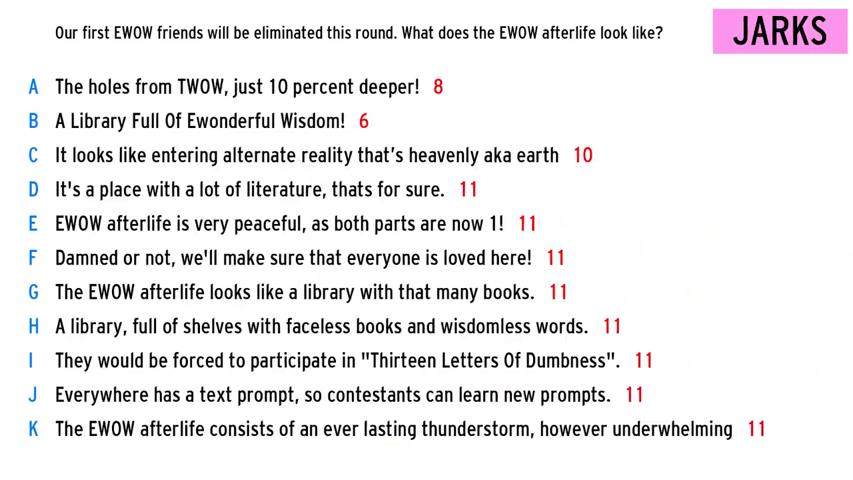 Our first EWOW friends will be eliminated this round. What does the EWOW afterlife look like?
JARKS
A The holes from TWOW, just 10 percent deeper! 8
B A Library Full Of Ewonderful Wisdom! 6
C It looks like entering alternate reality that's heavenly aka earth 10
D It's a place with a lot of literature, thats for sure. 11
E EWOW afterlife is very peaceful, as both parts are now 1! 11
F Damned or not, we'll make sure that everyone is loved here! 11
G The EWOW afterlife looks like a library with that many books. 11
H A library, full of shelves with faceless books and wisdomless words. 11
I They would be forced to participate in "Thirteen Letters Of Dumbness". 11
J Everywhere has a text prompt, so contestants can learn new prompts. 11
K The EWOW afterlife consists of an ever lasting thunderstorm, however underwhelming 11